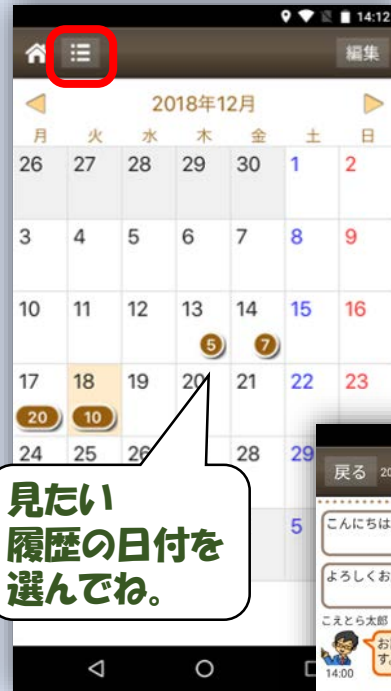 14:12
編集
2018年12月
月 火 水 木 金 土 日
26 27 28 29 30 1 2
3 4 5 6 7 8 9
10 11 12 13 14 15 16
5 7
17 18 19 20 21 22 23
20 10
24 25 26 28 29
5
見たい
履歴の日付を
選んでね。
戻る 20
こんにちは
よろしくお
こえとら太郎
お
す
14:00